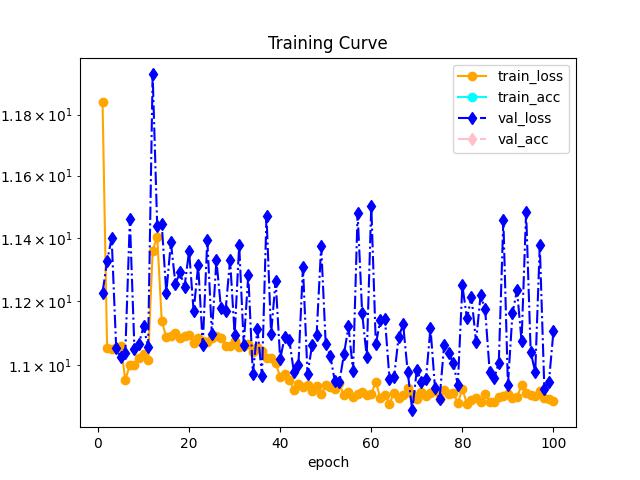 Training Curve
train_loss
train_acc
val_loss
val_acc
1.18 × 10¹
1.16 × 10¹
1.14 × 10¹
1.12 × 10¹
1.1 × 10¹
0 20 40 60 80 100
epoch